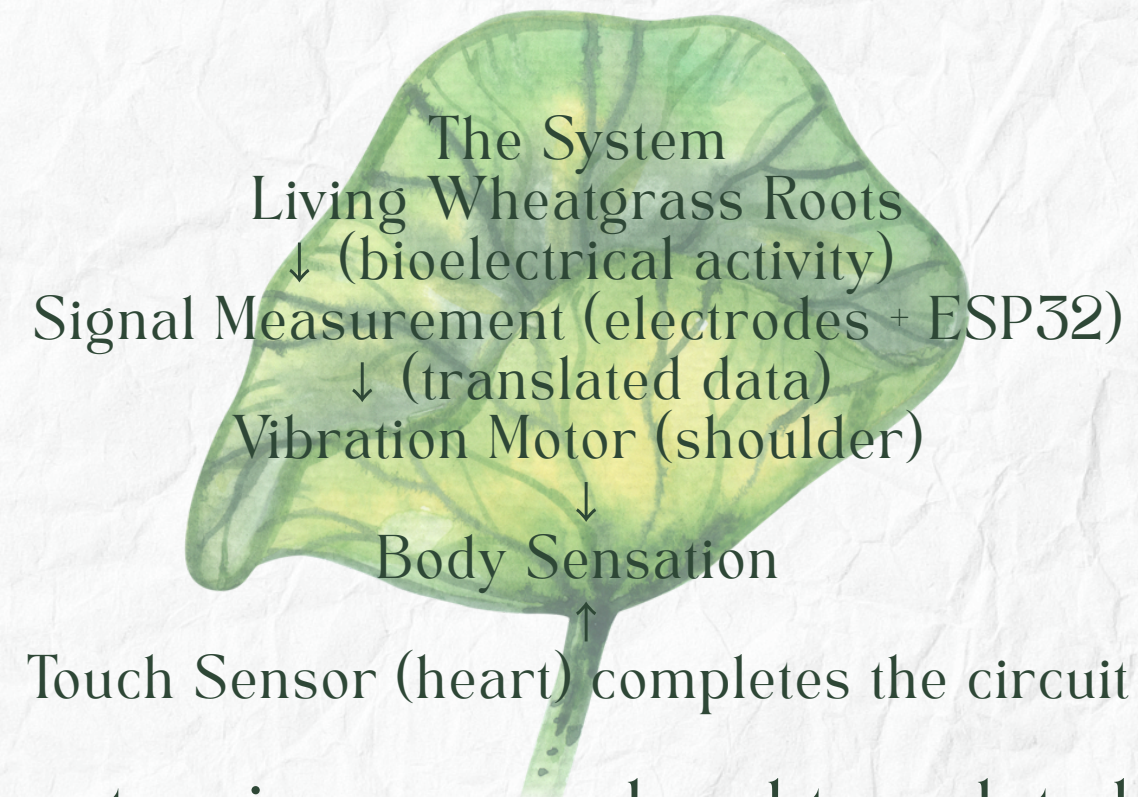 The System
Living Wheatgrass Roots
↓ (bioelectrical activity)
Signal Measurement (electrodes + ESP32)
↓ (translated data)
Vibration Motor (shoulder)
↓
Body Sensation
↑
Touch Sensor (heart) completes the circuit